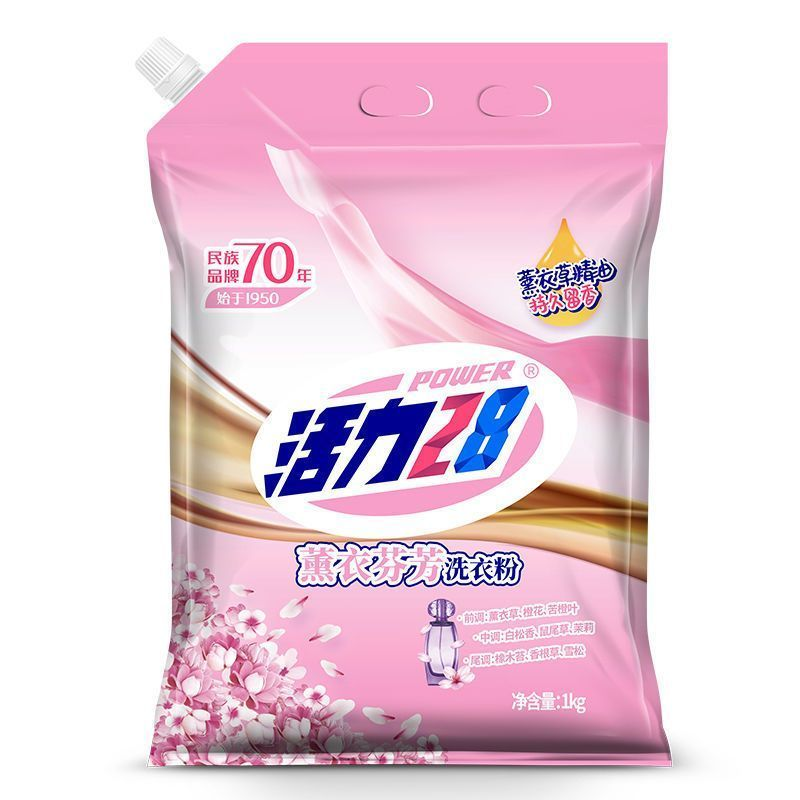 民族
品牌70年
始于1950
薰衣草精油
持久留香
POWER®
活力28
薰衣芬芳洗衣粉
·前调:薰衣草、橙花、苦橙叶
·中调:白松香、鼠尾草、茉莉
·尾调:橡木苔、香根草、雪松
净含量:1kg